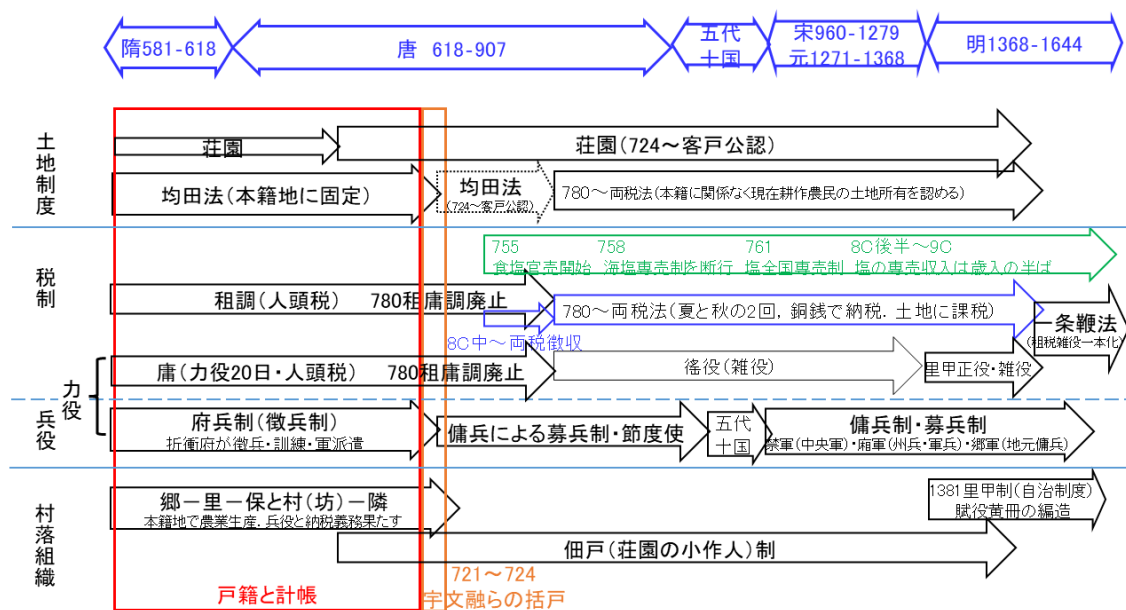 隋581-618
唐 618-907
五代
十国
宋960-1279
元1271-1368
明1368-1644
土地制度
荘園
荘園(724～客戸公認)
均田法(本籍地に固定)
均田法
(724～客戸公認)
780～両税法(本籍に関係なく現在耕作農民の土地所有を認める)
税制
755
食塩官売開始
758
海塩専売制を断行
761
塩全国専売制
8C後半～9C
塩の専売収入は歳入の半ば
租調(人頭税) 780租庸調廃止
780～両税法(夏と秋の2回, 銅銭で納税. 土地に課税)
8C中～両税徴収
一条鞭法
(租税雑役一本化)
力役
庸(力役20日・人頭税) 780租庸調廃止
徭役(雑役)
里甲正役・雑役
兵役
府兵制(徴兵制)
折衝府が徴兵・訓練・軍派遣
傭兵による募兵制・節度使
五代
十国
傭兵制・募兵制
禁軍(中央軍)・廂軍(州兵・軍兵)・郷軍(地元傭兵)
村落組織
郷－里－保と村(坊)－隣
本籍地で農業生産. 兵役と納税義務果たす
1381里甲制(自治制度)
賦役黄冊の編造
佃戸(荘園の小作人)制
戸籍と計帳
721～724
宇文融らの括戸